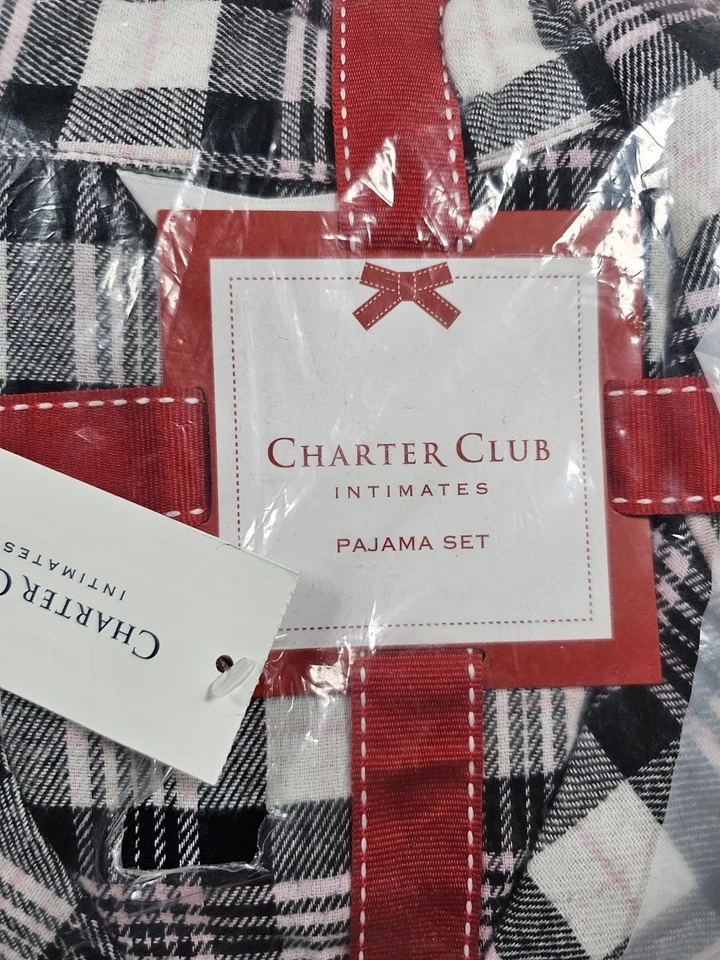 CHARTER CLUB
INTIMATES
PAJAMA SET
CHARTER C
INTIMATES